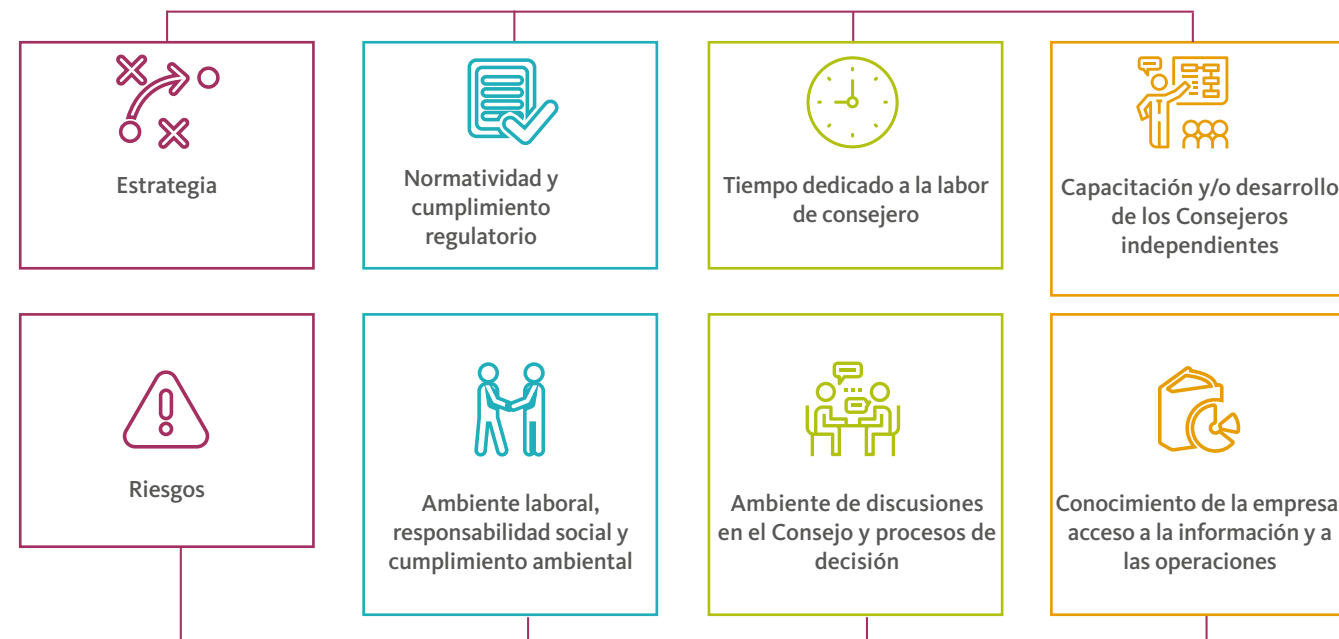 Estrategia
Normatividad y
cumplimiento
regulatorio
Tiempo dedicado a la labor
de consejero
Capacitación y/o desarrollo
de los Consejeros
independientes
Riesgos
Ambiente laboral,
responsabilidad social y
cumplimiento ambiental
Ambiente de discusiones
en el Consejo y procesos de
decisión
Conocimiento de la empresa
acceso a la información y a
las operaciones